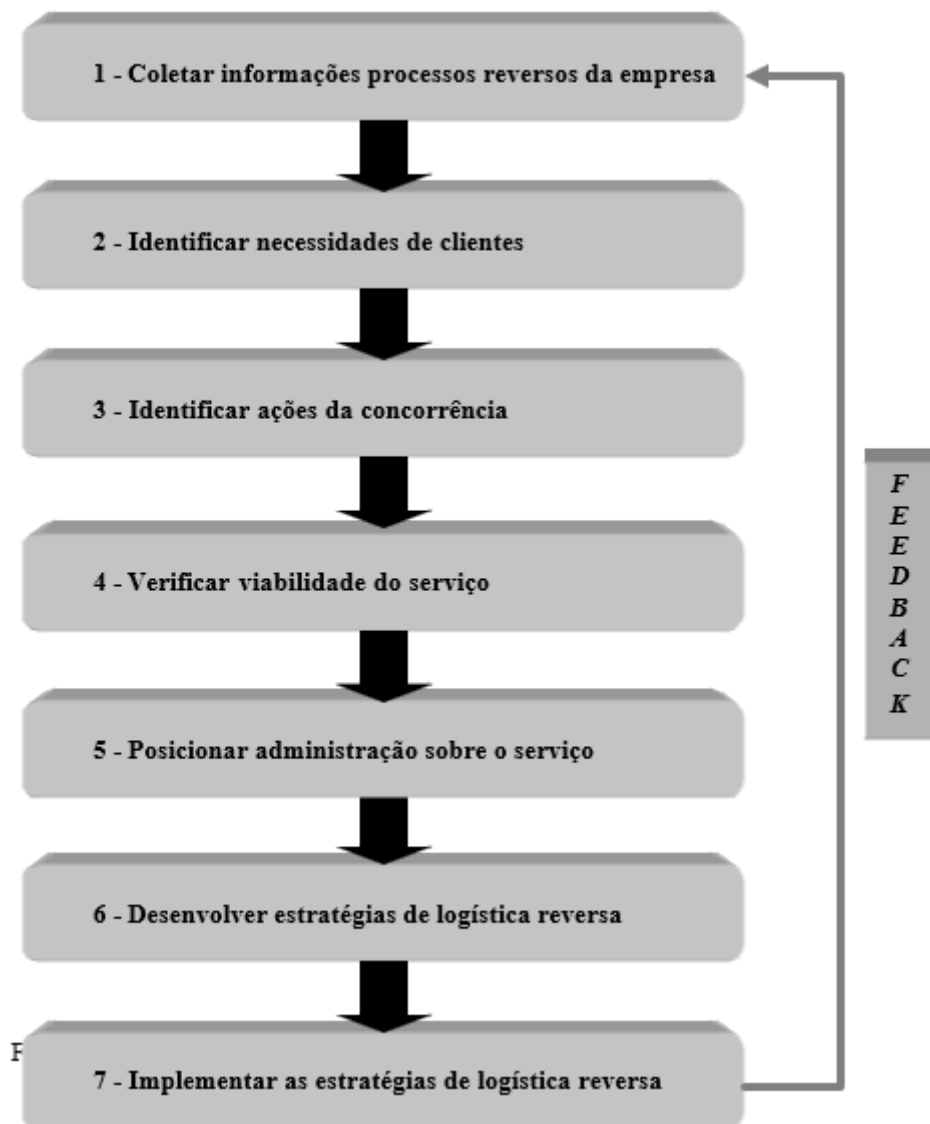 1 - Coletar informações processos reversos da empresa
2 - Identificar necessidades de clientes
3 - Identificar ações da concorrência
4 - Verificar viabilidade do serviço
5 - Posicionar administração sobre o serviço
6 - Desenvolver estratégias de logística reversa
7 - Implementar as estratégias de logística reversa
F
E
E
D
B
A
C
K